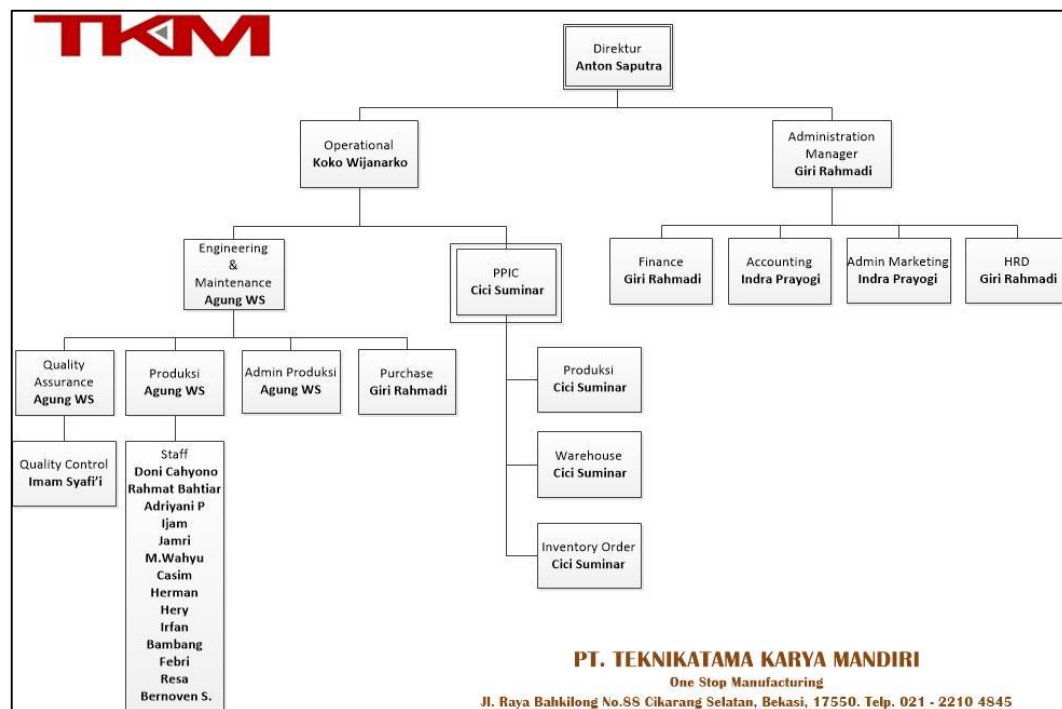 TKM
Direktur
Anton Saputra
Operational
Koko Wijanarko
Administration
Manager
Giri Rahmadi
Engineering
&
Maintenance
Agung WS
PPIC
Cici Suminar
Finance
Giri Rahmadi
Accounting
Indra Prayogi
Admin Marketing
Indra Prayogi
HRD
Giri Rahmadi
Quality
Assurance
Agung WS
Produksi
Agung WS
Admin Produksi
Agung WS
Purchase
Giri Rahmadi
Produksi
Cici Suminar
Quality Control
Imam Syafi'i
Staff
Doni Cahyono
Rahmat Bahtiar
Adriyani P
Ijam
Jamri
M.Wahyu
Casim
Herman
Hery
Irfan
Bambang
Febri
Resa
Bernoven S.
Warehouse
Cici Suminar
Inventory Order
Cici Suminar
PT. TEKNIKATAMA KARYA MANDIRI
One Stop Manufacturing
Jl. Raya Bahkilong No.88 Cikarang Selatan, Bekasi, 17550. Telp. 021 - 2210 4845